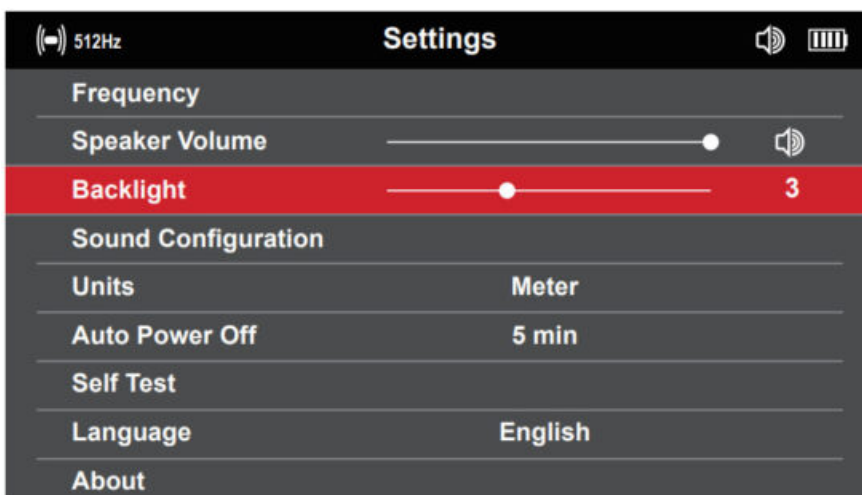 512Hz Settings
Frequency
Speaker Volume
Backlight 3
Sound Configuration
Units Meter
Auto Power Off 5 min
Self Test
Language English
About